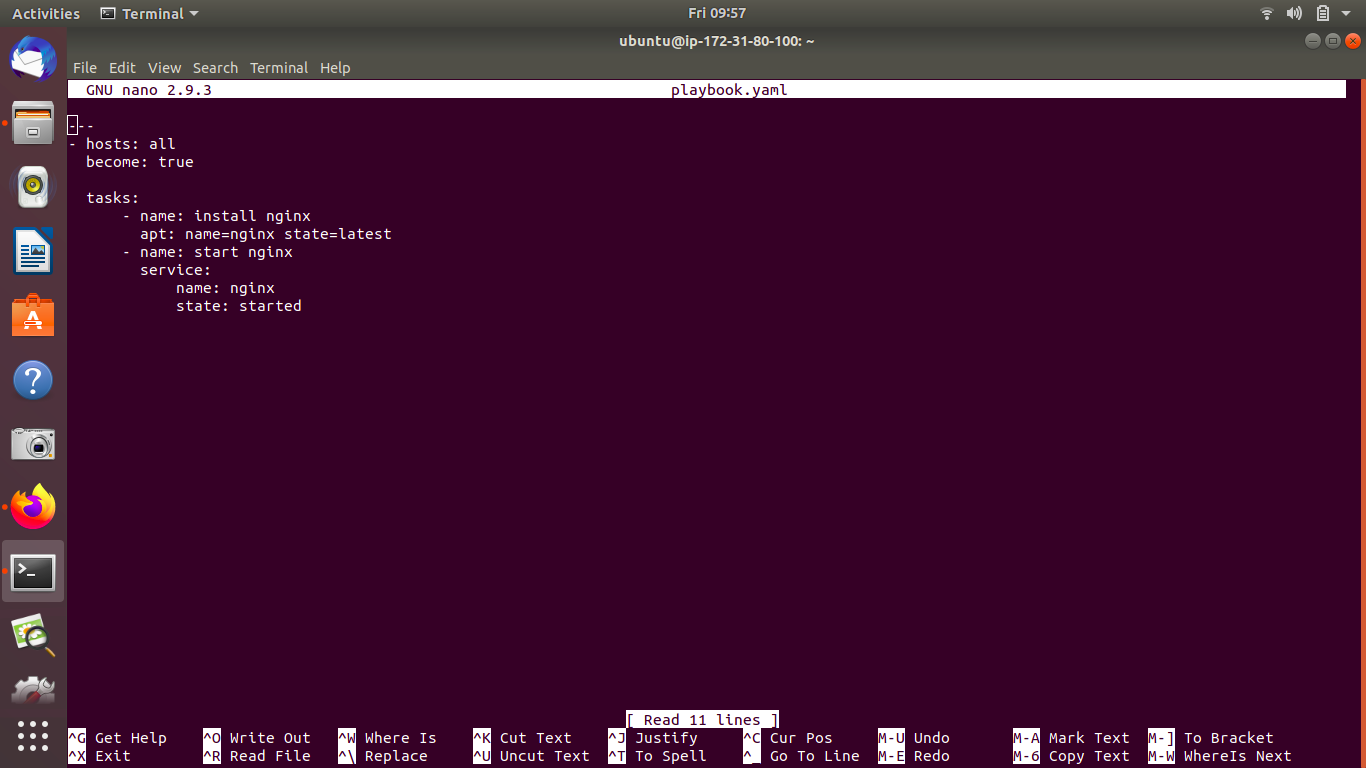 Activities Terminal Fri 09:57
ubuntu@ip-172-31-80-100: ~
File Edit View Search Terminal Help
GNU nano 2.9.3 playbook.yaml
---
- hosts: all
  become: true
  tasks:
      - name: install nginx
        apt: name=nginx state=latest
      - name: start nginx
        service:
            name: nginx
            state: started
[ Read 11 lines ]
^G Get Help ^O Write Out ^W Where Is ^K Cut Text ^J Justify ^C Cur Pos M-U Undo M-A Mark Text M-] To Bracket
^X Exit ^R Read File ^\ Replace ^U Uncut Text ^T To Spell ^_ Go To Line M-E Redo M-6 Copy Text M-W WhereIs Next